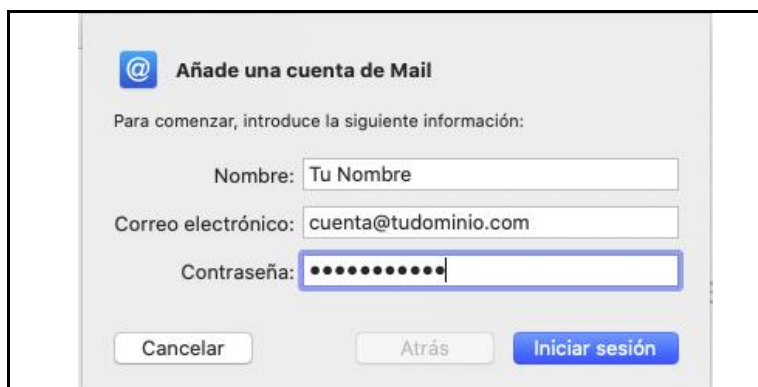 @ Añade una cuenta de Mail
Para comenzar, introduce la siguiente información:
Nombre: Tu Nombre
Correo electrónico: cuenta@tudominio.com
Contraseña: •••••••••••
Cancelar Atrás Iniciar sesión